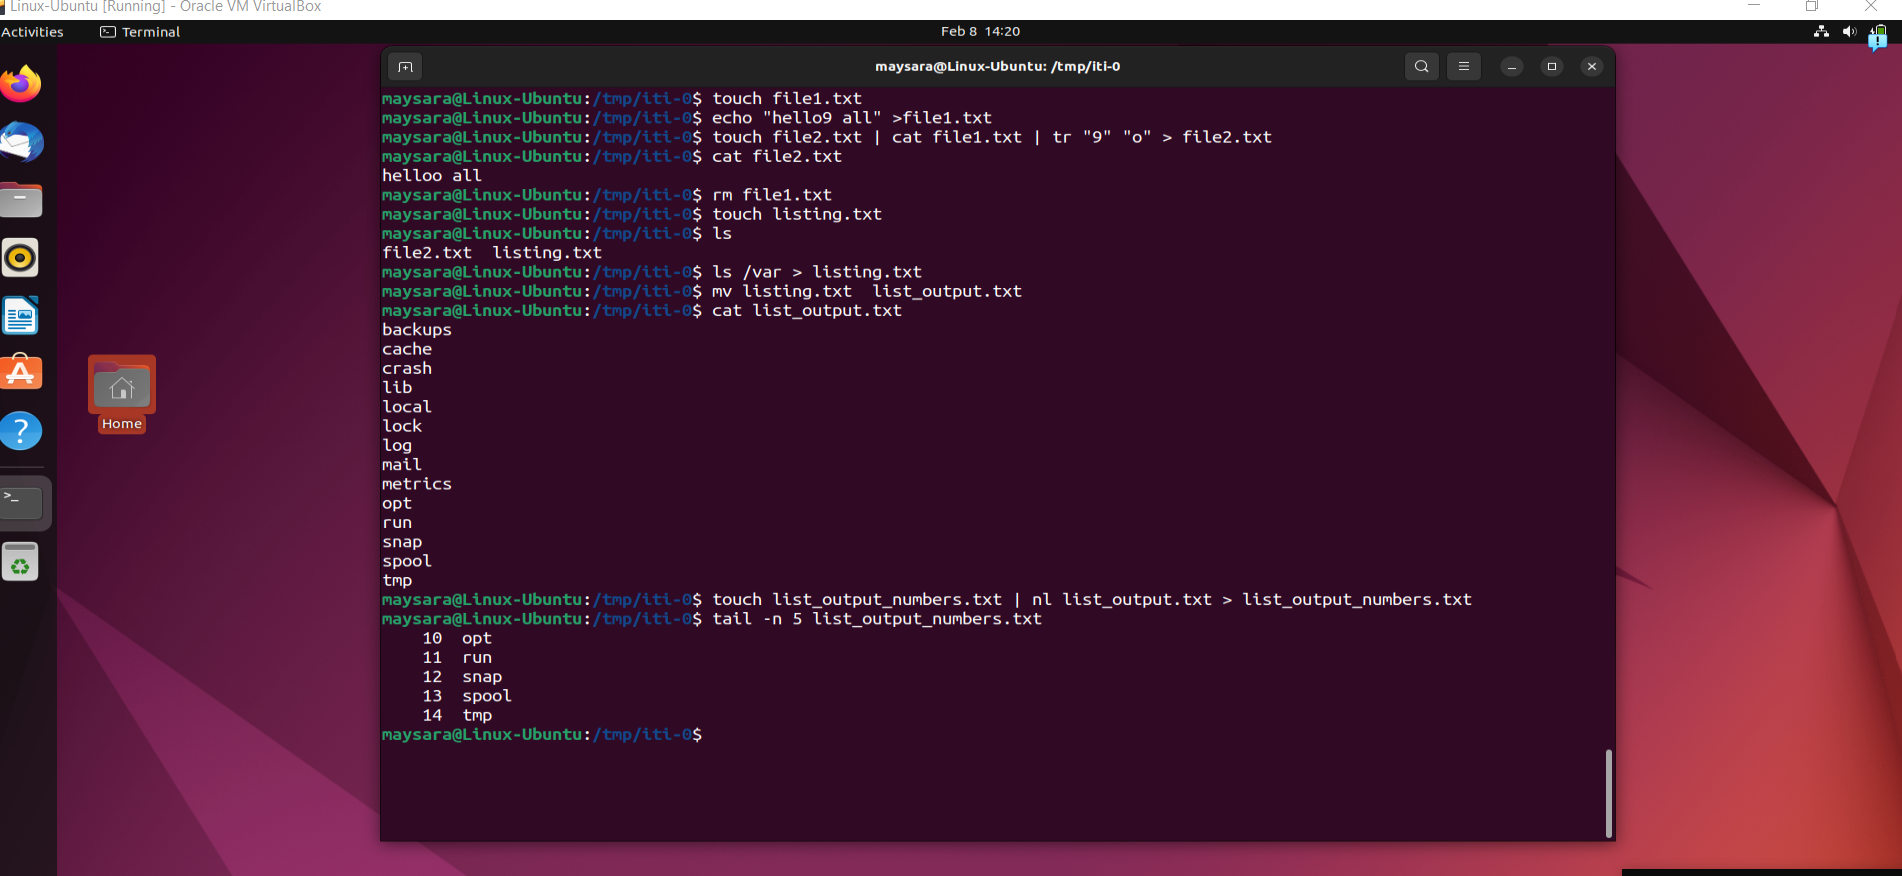 Linux-Ubuntu [Running] - Oracle VM VirtualBox
Activities Terminal Feb 8 14:20
maysara@Linux-Ubuntu: /tmp/iti-0
maysara@Linux-Ubuntu:/tmp/iti-0$ touch file1.txt
maysara@Linux-Ubuntu:/tmp/iti-0$ echo "hello9 all" >file1.txt
maysara@Linux-Ubuntu:/tmp/iti-0$ touch file2.txt | cat file1.txt | tr "9" "o" > file2.txt
maysara@Linux-Ubuntu:/tmp/iti-0$ cat file2.txt
helloo all
maysara@Linux-Ubuntu:/tmp/iti-0$ rm file1.txt
maysara@Linux-Ubuntu:/tmp/iti-0$ touch listing.txt
maysara@Linux-Ubuntu:/tmp/iti-0$ ls
file2.txt  listing.txt
maysara@Linux-Ubuntu:/tmp/iti-0$ ls /var > listing.txt
maysara@Linux-Ubuntu:/tmp/iti-0$ mv listing.txt  list_output.txt
maysara@Linux-Ubuntu:/tmp/iti-0$ cat list_output.txt
backups
cache
crash
lib
local
lock
log
mail
metrics
opt
run
snap
spool
tmp
maysara@Linux-Ubuntu:/tmp/iti-0$ touch list_output_numbers.txt | nl list_output.txt > list_output_numbers.txt
maysara@Linux-Ubuntu:/tmp/iti-0$ tail -n 5 list_output_numbers.txt
    10  opt
    11  run
    12  snap
    13  spool
    14  tmp
maysara@Linux-Ubuntu:/tmp/iti-0$
Home